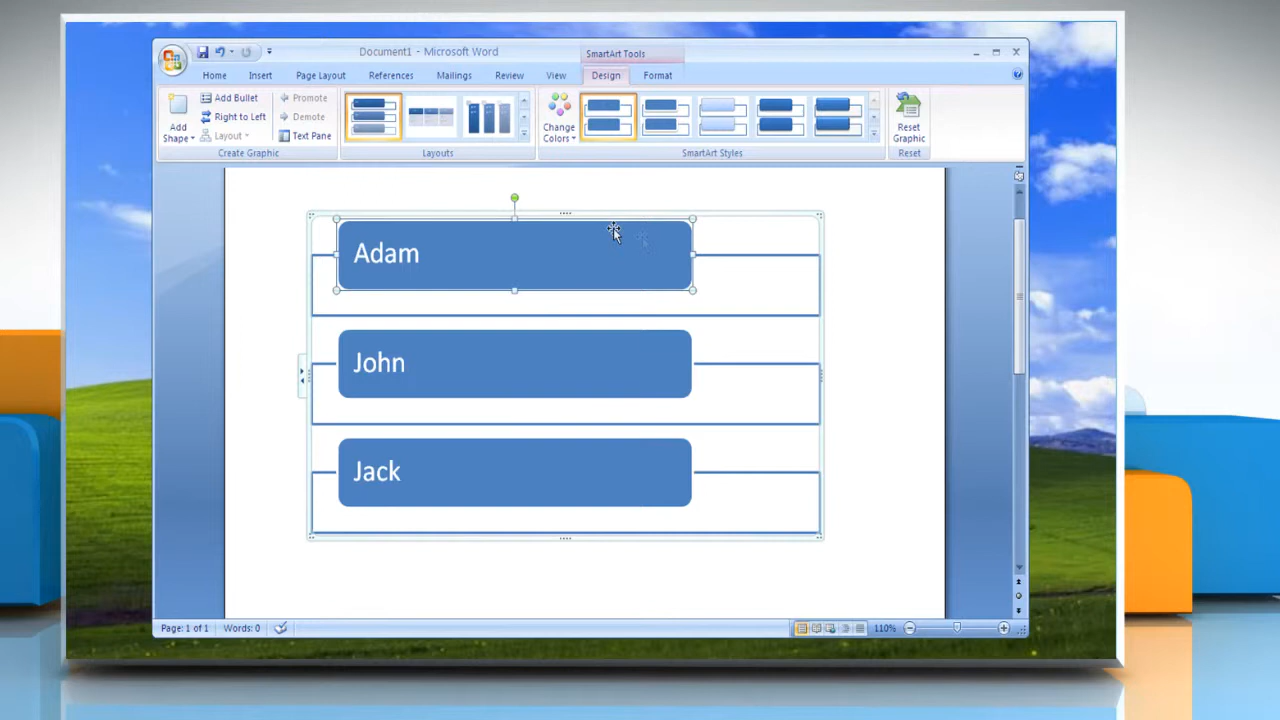 Document1 - Microsoft Word
SmartArt Tools
Home Insert Page Layout References Mailings Review View Design Format
Add Shape
Add Bullet
Right to Left
Layout
Promote
Demote
Text Pane
Create Graphic
Layouts
Change Colors
SmartArt Styles
Reset Graphic
Reset
Adam
John
Jack
Page: 1 of 1 Words: 0 110%